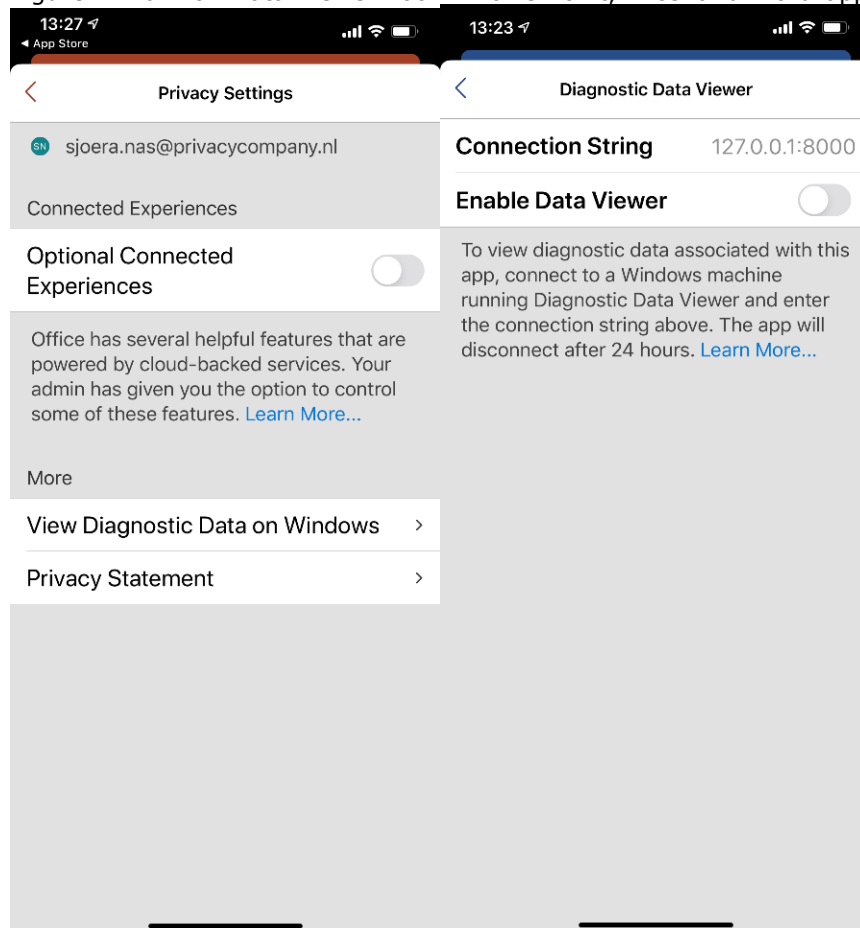 13:27
App Store
Privacy Settings
SN sjoera.nas@privacycompany.nl
Connected Experiences
Optional Connected
Experiences
Office has several helpful features that are
powered by cloud-backed services. Your
admin has given you the option to control
some of these features. Learn More...
More
View Diagnostic Data on Windows
Privacy Statement
13:23
Diagnostic Data Viewer
Connection String 127.0.0.1:8000
Enable Data Viewer
To view diagnostic data associated with this
app, connect to a Windows machine
running Diagnostic Data Viewer and enter
the connection string above. The app will
disconnect after 24 hours. Learn More...